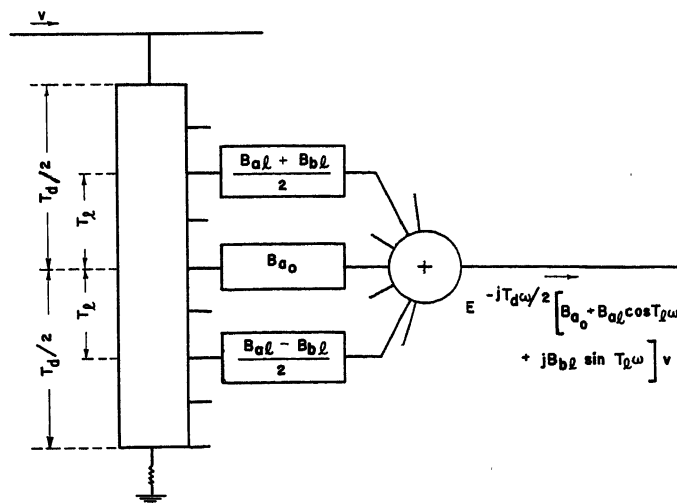 v
T_d/2
T_ℓ
B_aℓ + B_bℓ
2
B_a₀
+
T_ℓ
T_d/2
B_aℓ − B_bℓ
2
E^−jT_dω/2 [B_a₀ + B_aℓ cos T_ℓω
+ jB_bℓ sin T_ℓω] v